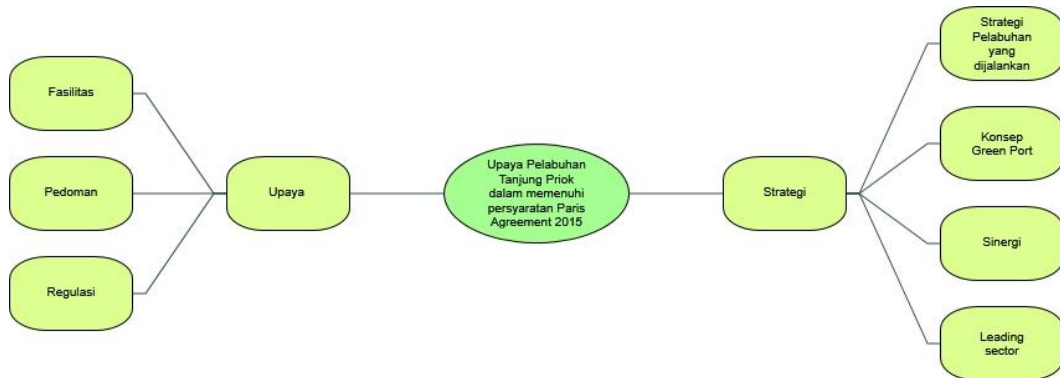 Fasilitas
Pedoman
Regulasi
Upaya
Upaya Pelabuhan
Tanjung Priok
dalam memenuhi
persyaratan Paris
Agreement 2015
Strategi
Strategi
Pelabuhan
yang
dijalankan
Konsep
Green Port
Sinergi
Leading
sector